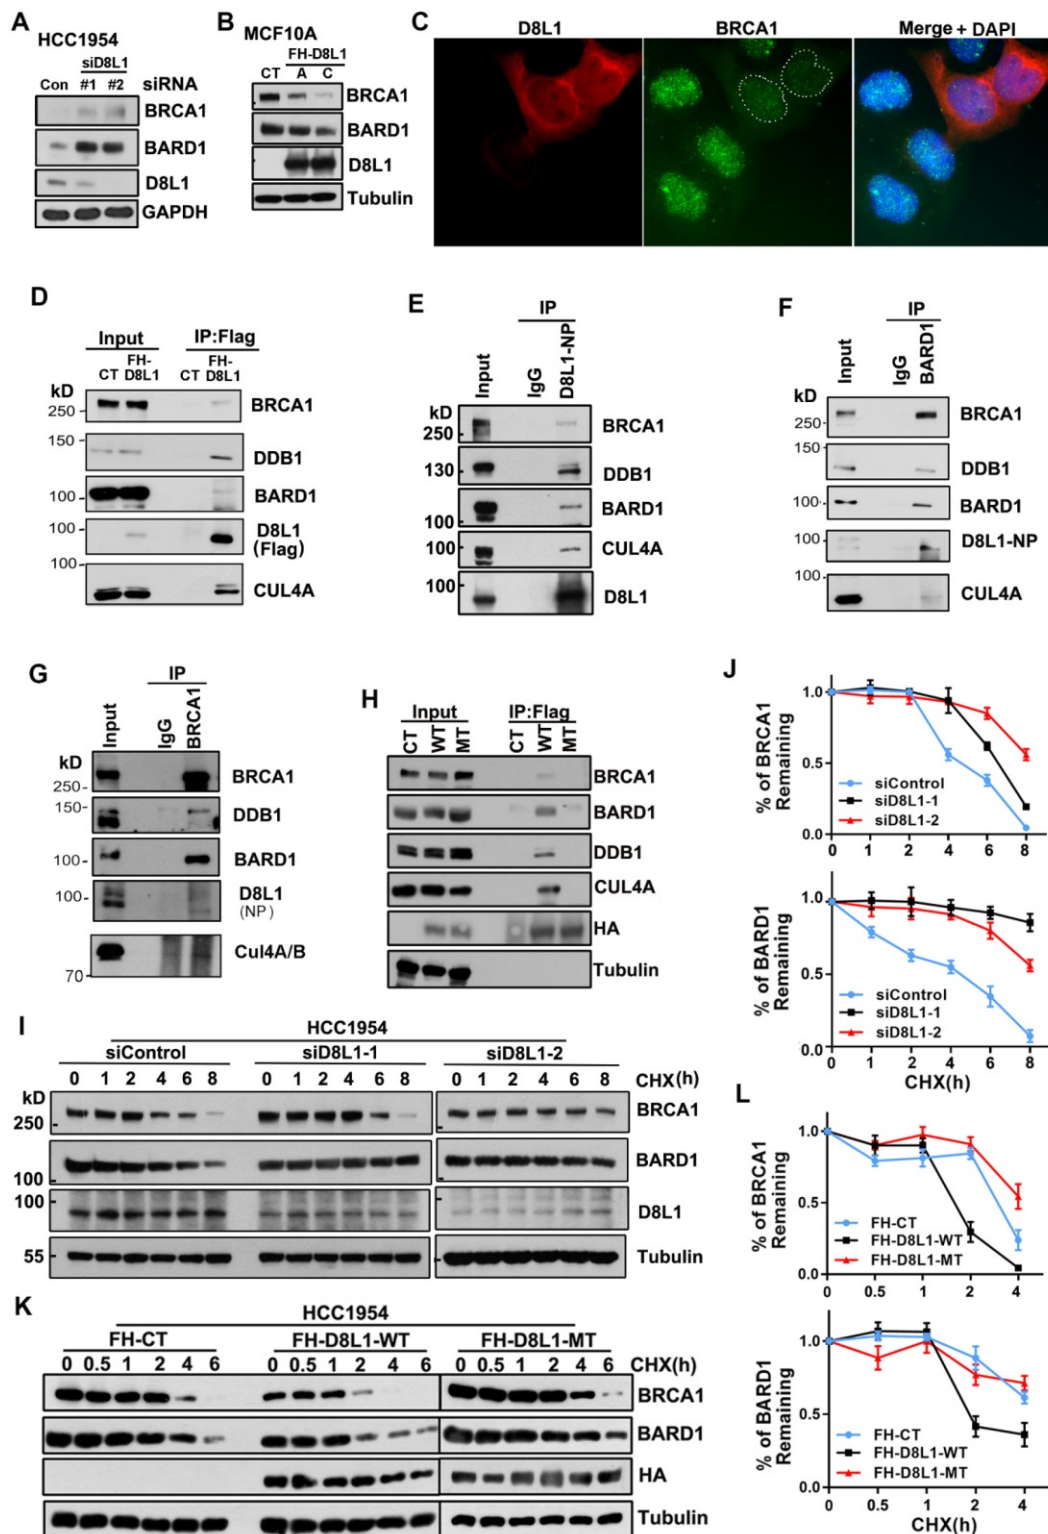 A
HCC1954
siD8L1
Con #1 #2 siRNA
BRCA1
BARD1
D8L1
GAPDH
B
MCF10A
FH-D8L1
CT A C
BRCA1
BARD1
D8L1
Tubulin
C
D8L1 BRCA1 Merge + DAPI
D
Input IP:Flag
CT FH-D8L1 CT FH-D8L1
kD
250 BRCA1
150
DDB1
100 BARD1
100 D8L1
(Flag)
100
CUL4A
E
IP
Input IgG D8L1-NP
kD
250 BRCA1
130 DDB1
100 BARD1
CUL4A
100 D8L1
F
IP
Input IgG BARD1
kD
250 BRCA1
150
DDB1
100 BARD1
100 D8L1-NP
100
CUL4A
G
IP
Input IgG BRCA1
kD
250 BRCA1
150 DDB1
100 BARD1
100 D8L1
(NP)
Cul4A/B
70
H
Input IP:Flag
CT WT MT CT WT MT
BRCA1
BARD1
DDB1
CUL4A
HA
Tubulin
I
HCC1954
siControl siD8L1-1 siD8L1-2
0 1 2 4 6 8 0 1 2 4 6 8 0 1 2 4 6 8 CHX(h)
kD
250 BRCA1
BARD1
100
100
D8L1
55 Tubulin
J
% of BRCA1
Remaining
1.0
0.5
0.0
siControl
siD8L1-1
siD8L1-2
0 1 2 4 6 8
% of BARD1
Remaining
1.0
0.5
0.0
siControl
siD8L1-1
siD8L1-2
0 1 2 4 6 8
CHX(h)
K
HCC1954
FH-CT FH-D8L1-WT FH-D8L1-MT
0 0.5 1 2 4 6 0 0.5 1 2 4 6 0 0.5 1 2 4 6 CHX(h)
BRCA1
BARD1
HA
Tubulin
L
% of BRCA1
Remaining
1.0
0.5
0.0
FH-CT
FH-D8L1-WT
FH-D8L1-MT
0 0.5 1 2 4
% of BARD1
Remaining
1.0
0.5
0.0
FH-CT
FH-D8L1-WT
FH-D8L1-MT
0 0.5 1 2 4
CHX(h)